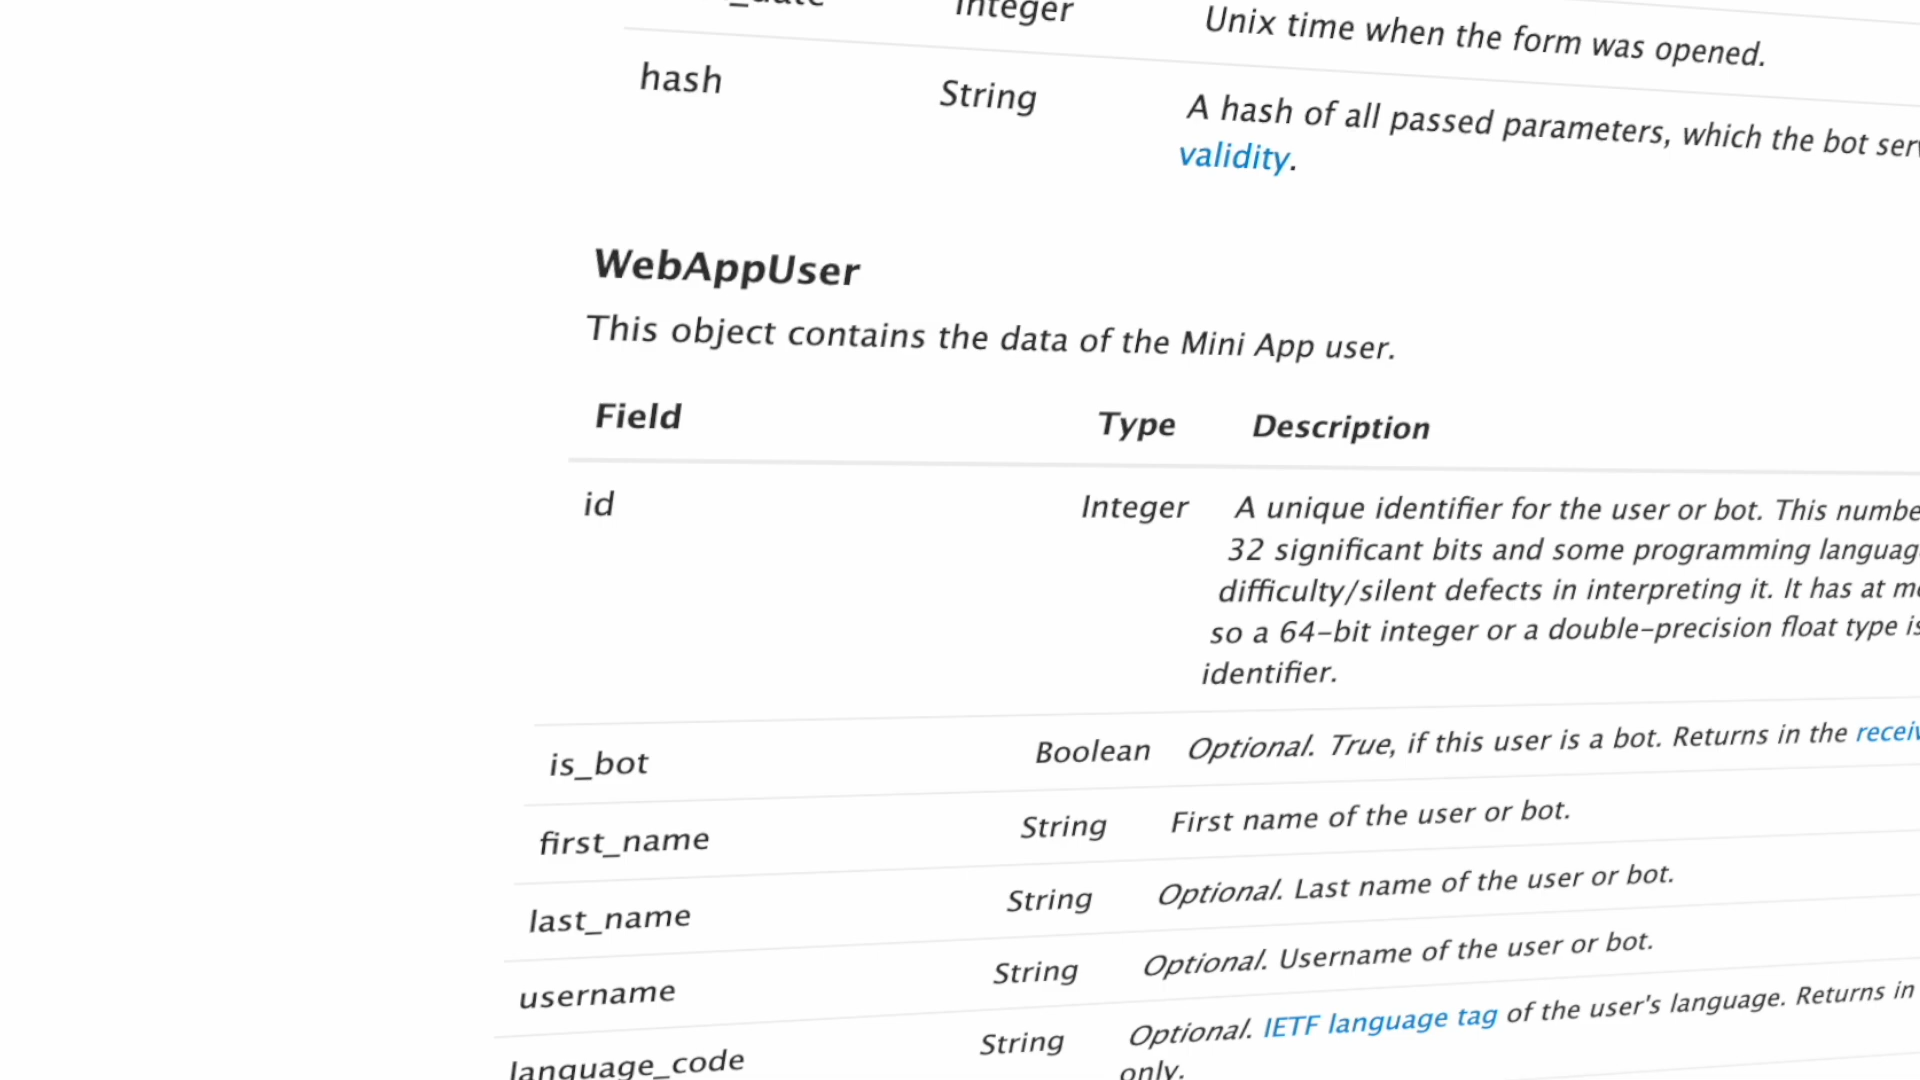 Integer Unix time when the form was opened.
hash String A hash of all passed parameters, which the bot
validity.
WebAppUser
This object contains the data of the Mini App user.
Field Type Description
id Integer A unique identifier for the user or bot. This
32 significant bits and some programming
difficulty/silent defects in interpreting it. It has at
so a 64-bit integer or a double-precision float type
identifier.
is_bot Boolean Optional. True, if this user is a bot. Returns in the
first_name String First name of the user or bot.
last_name String Optional. Last name of the user or bot.
username String Optional. Username of the user or bot.
language_code String Optional. IETF language tag of the user's language. Returns in
only.